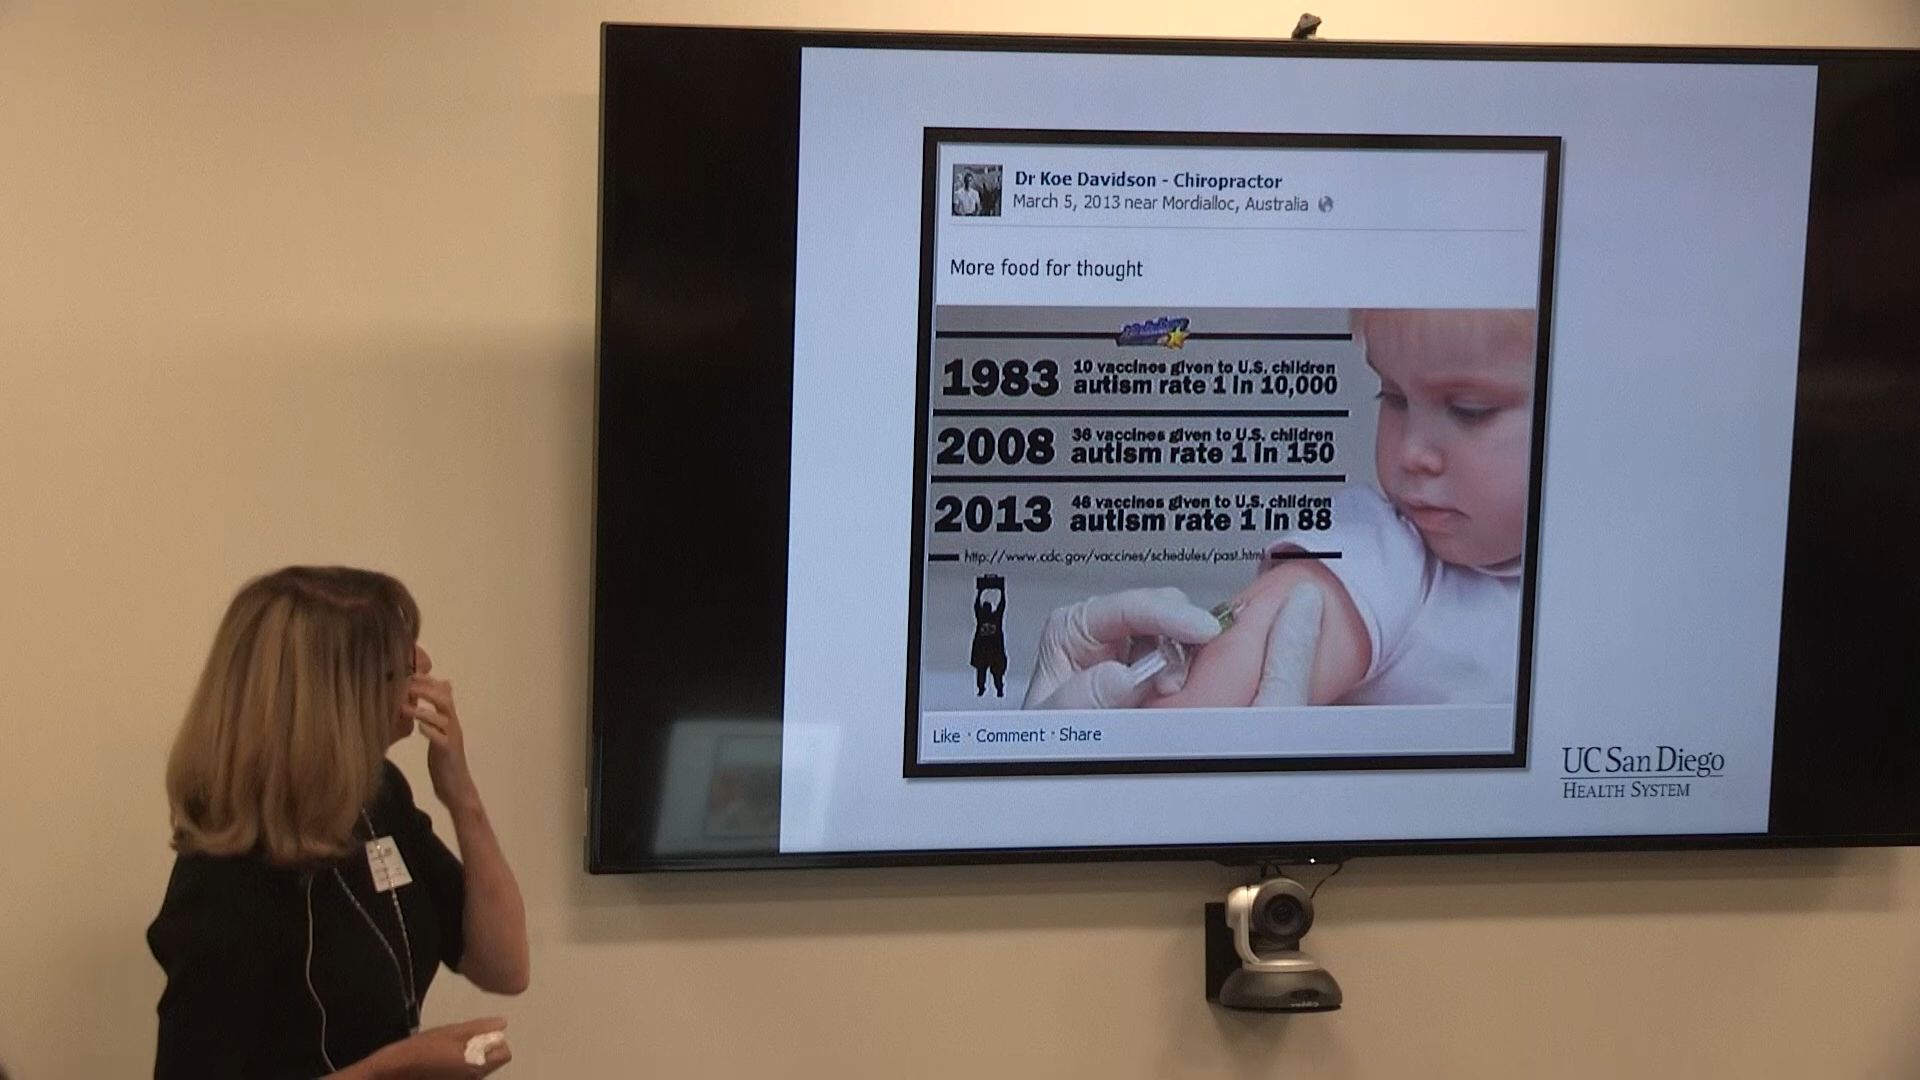 Dr Koe Davidson - Chiropractor
March 5, 2013 near Mordialloc, Australia
More food for thought
1983 10 vaccines given to U.S. children
autism rate 1 in 10,000
2008 36 vaccines given to U.S. children
autism rate 1 in 150
2013 46 vaccines given to U.S. children
autism rate 1 in 88
http://www.cdc.gov/vaccines/schedules/past.html
Like · Comment · Share
UC San Diego
HEALTH SYSTEM